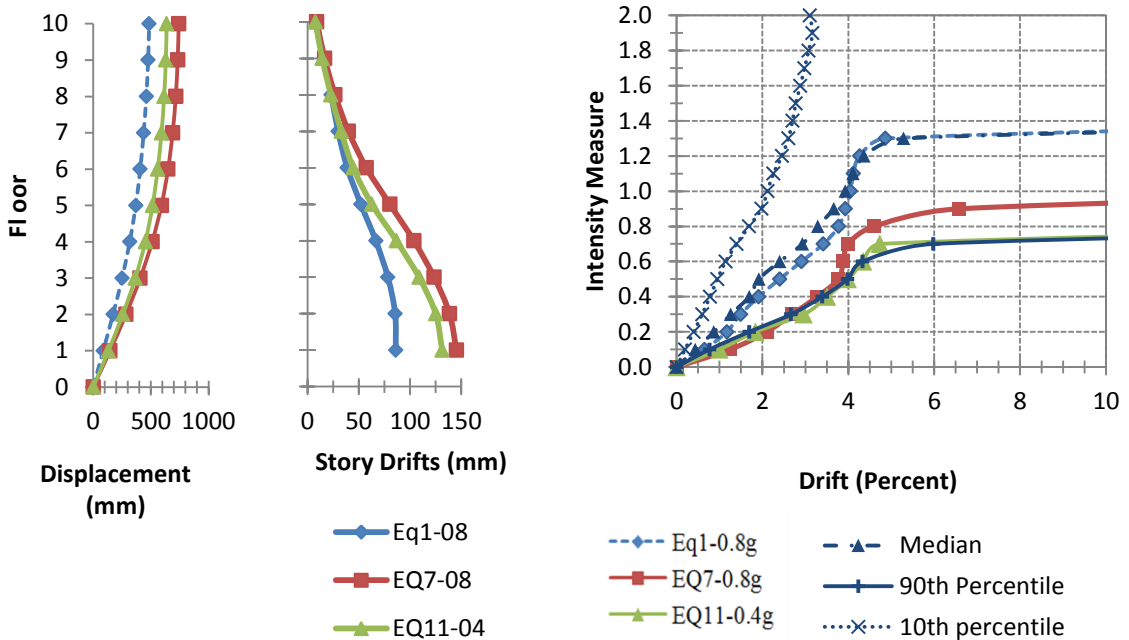 Fl oor
10
9
8
7
6
5
4
3
2
1
0
0 500 1000
Displacement
(mm)
0 50 100 150
Story Drifts (mm)
Eq1-08
EQ7-08
EQ11-04
Intensity Measure
2.0
1.8
1.6
1.4
1.2
1.0
0.8
0.6
0.4
0.2
0.0
0 2 4 6 8 10
Drift (Percent)
Eq1-0.8g
EQ7-0.8g
EQ11-0.4g
Median
90th Percentile
10th percentile